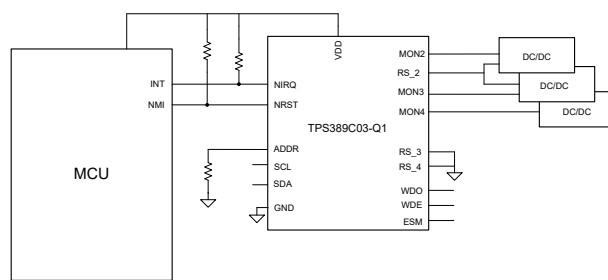 VDD
MON2
DC/DC
INT
NIRQ
RS_2
DC/DC
NMI
NRST
MON3
MON4
DC/DC
TPS389C03-Q1
ADDR
RS_3
MCU
SCL
RS_4
SDA
WDO
GND
WDE
ESM